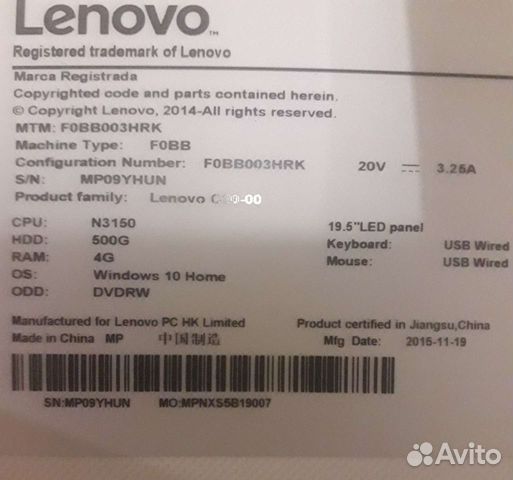 Lenovo™
Registered trademark of Lenovo
Marca Registrada
Copyrighted code and parts contained herein.
© Copyright Lenovo, 2014-All rights reserved.
MTM: F0BB003HRK
Machine Type: F0BB
Configuration Number: F0BB003HRK 20V ⎓ 3.25A
S/N: MP09YHUN
Product family: Lenovo -00
CPU: N3150 19.5"LED panel
HDD: 500G Keyboard: USB Wired
RAM: 4G Mouse: USB Wired
OS: Windows 10 Home
ODD: DVDRW
Manufactured for Lenovo PC HK Limited Product certified in Jiangsu,China
Made in China MP 中国制造 Mfg Date: 2015-11-19
SN:MP09YHUN MO:MPNXS5B19007
Avito